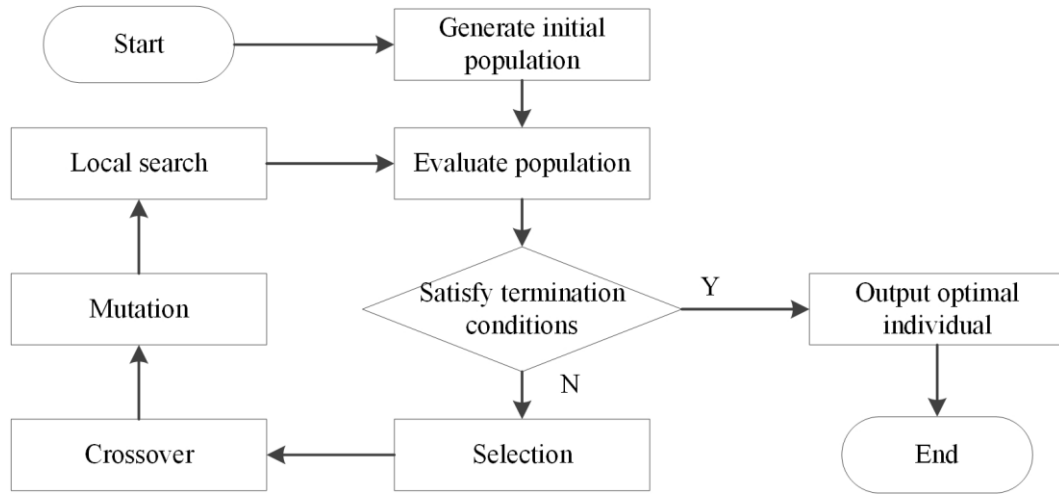 Start
Generate initial
population
Local search
Evaluate population
Mutation
Satisfy termination
conditions
Y
Output optimal
individual
N
Crossover
Selection
End